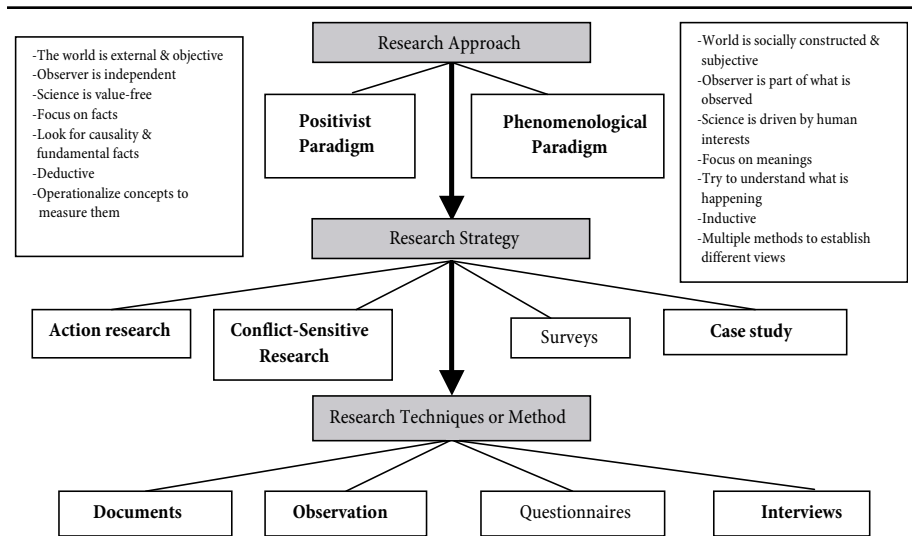 Research Approach
-The world is external & objective
-Observer is independent
-Science is value-free
-Focus on facts
-Look for causality &
fundamental facts
-Deductive
-Operationalize concepts to
measure them
Positivist
Paradigm
Phenomenological
Paradigm
-World is socially constructed &
subjective
-Observer is part of what is
observed
-Science is driven by human
interests
-Focus on meanings
-Try to understand what is
happening
-Inductive
-Multiple methods to establish
different views
Research Strategy
Action research
Conflict-Sensitive
Research
Surveys
Case study
Research Techniques or Method
Documents
Observation
Questionnaires
Interviews